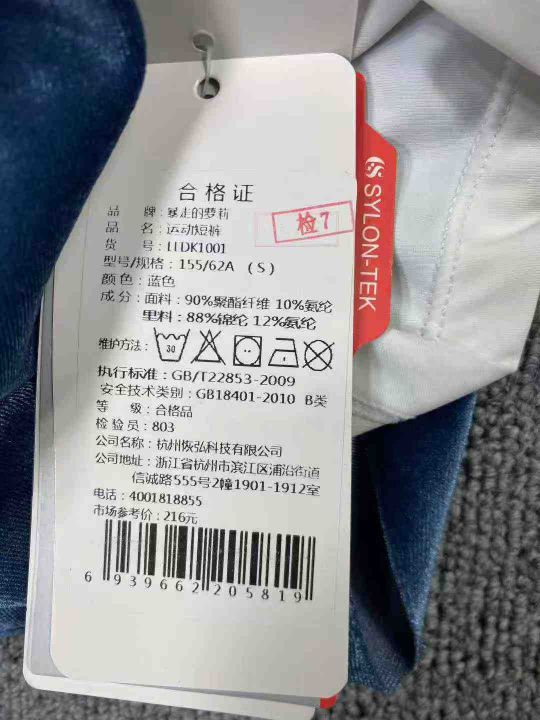 合格证
品 牌：暴走的萝莉
检7
品 名：运动短裤
货 号：LLDK1001
型号/规格：155/62A （S）
颜色：蓝色
成 分：面料：90%聚酯纤维 10%氨纶
里料：88%锦纶 12%氨纶
维护方法：
30
执行标准：GB/T22853-2009
安全技术类别：GB18401-2010 B类
等 级：合格品
检 验 员：803
公司名称：杭州恢弘科技有限公司
公司地址：浙江省杭州市滨江区浦沿街道
信诚路555号2幢1901-1912室
电话：4001818855
市场参考价：216元
6 939662 205819
SYLON-TEK